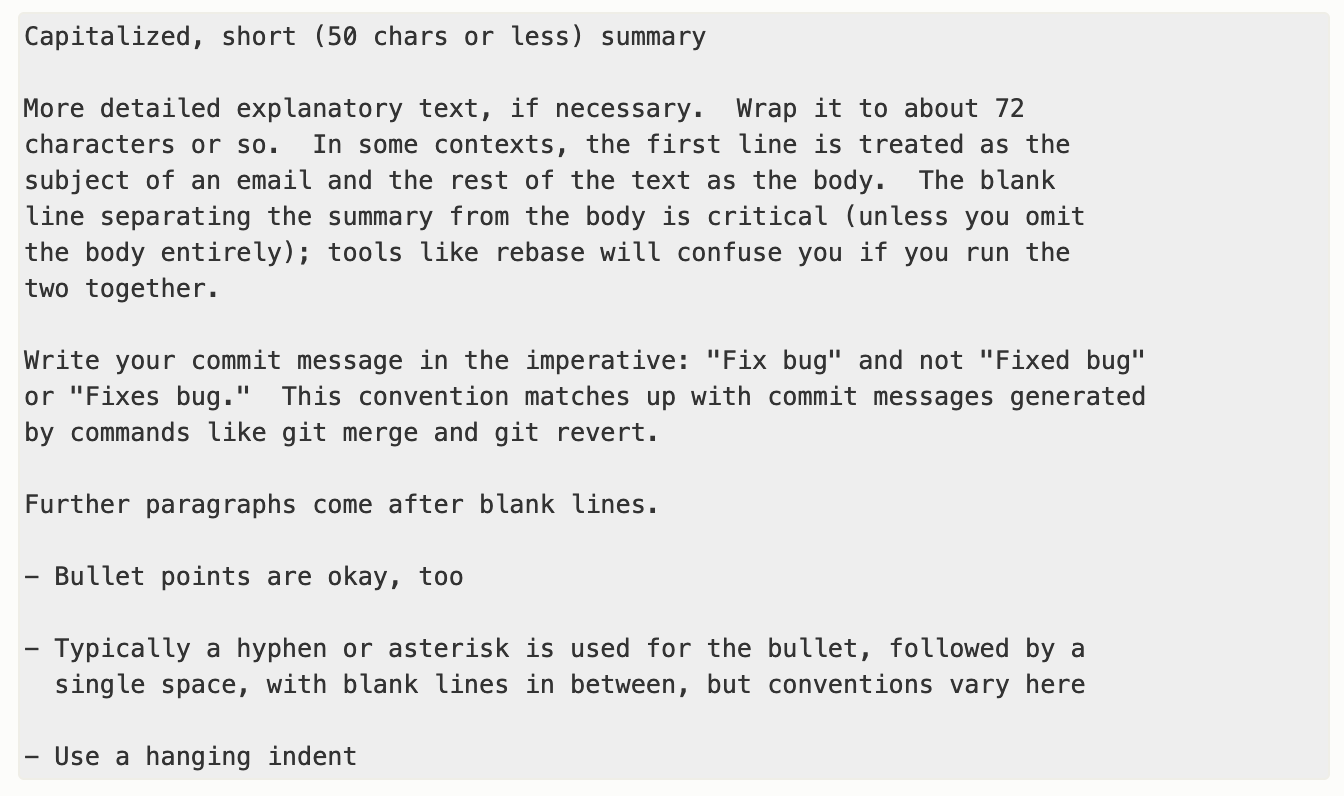 Capitalized, short (50 chars or less) summary

More detailed explanatory text, if necessary.  Wrap it to about 72
characters or so.  In some contexts, the first line is treated as the
subject of an email and the rest of the text as the body.  The blank
line separating the summary from the body is critical (unless you omit
the body entirely); tools like rebase will confuse you if you run the
two together.

Write your commit message in the imperative: "Fix bug" and not "Fixed bug"
or "Fixes bug."  This convention matches up with commit messages generated
by commands like git merge and git revert.

Further paragraphs come after blank lines.

- Bullet points are okay, too

- Typically a hyphen or asterisk is used for the bullet, followed by a
  single space, with blank lines in between, but conventions vary here

- Use a hanging indent